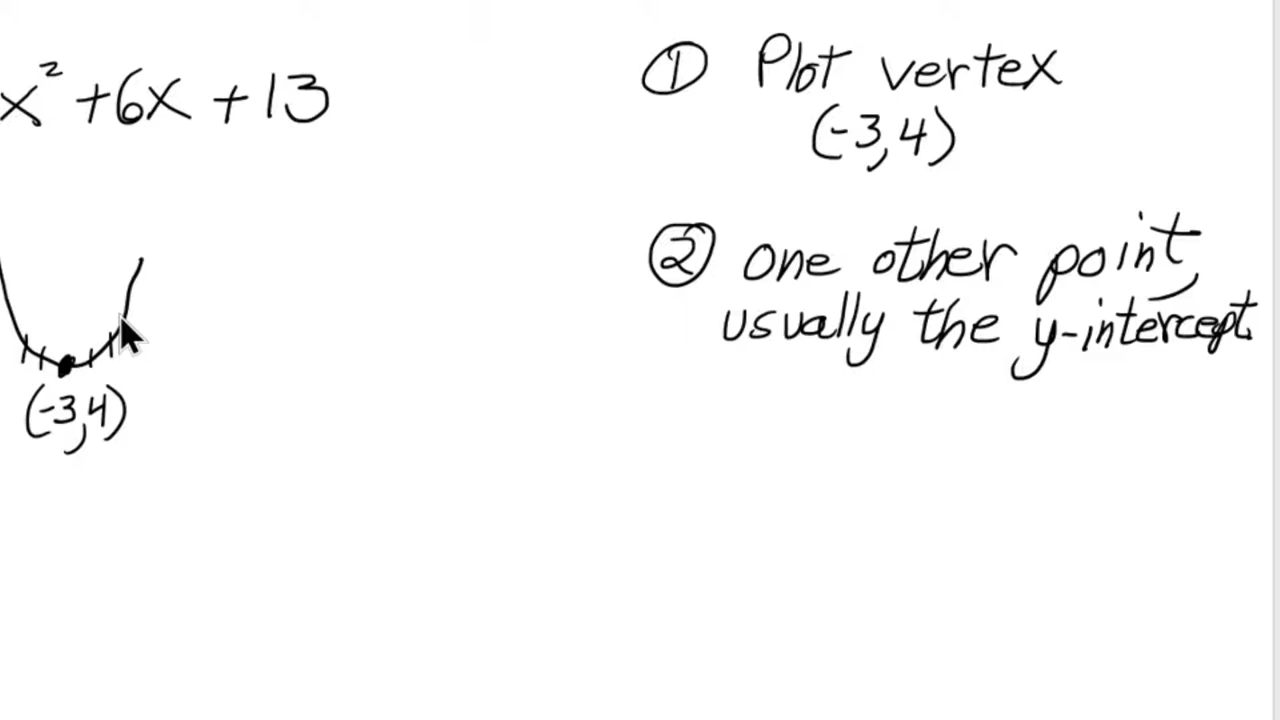 x² +6x +13
① Plot vertex
(-3,4)
② one other point,
usually the y-intercept.
(-3,4)